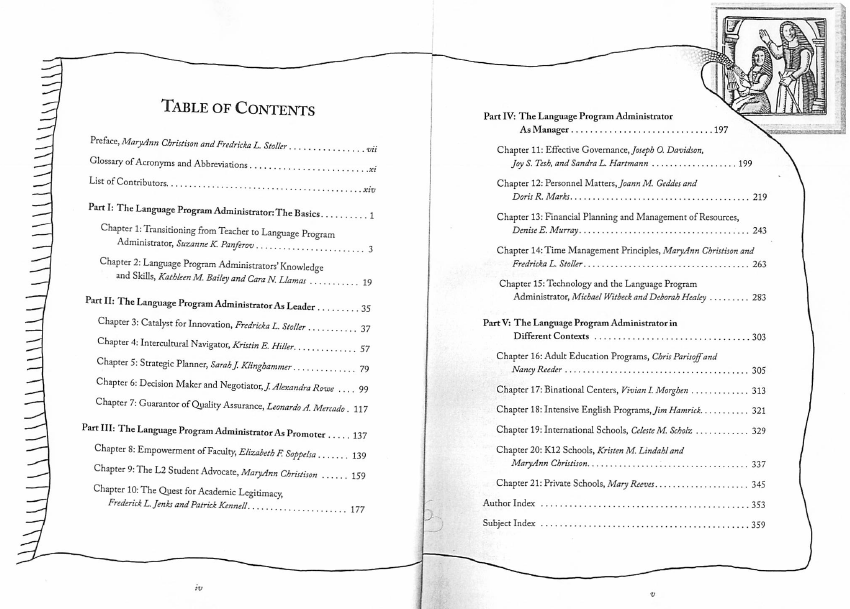 TABLE OF CONTENTS
Preface, MaryAnn Christison and Fredricka L. Stoller . . . . . . . . . . . . . . . . . vii
Glossary of Acronyms and Abbreviations . . . . . . . . . . . . . . . . . . . . . . . . . . xi
List of Contributors. . . . . . . . . . . . . . . . . . . . . . . . . . . . . . . . . . . . . . . . . . . xiv
Part I: The Language Program Administrator: The Basics . . . . . . . . . . 1
Chapter 1: Transitioning from Teacher to Language Program
Administrator, Suzanne K. Panferov . . . . . . . . . . . . . . . . . . . . . . . . 3
Chapter 2: Language Program Administrators' Knowledge
and Skills, Kathleen M. Bailey and Cara N. Llamas . . . . . . . . . . . . 19
Part II: The Language Program Administrator As Leader . . . . . . . . . 35
Chapter 3: Catalyst for Innovation, Fredricka L. Stoller . . . . . . . . . . . 37
Chapter 4: Intercultural Navigator, Kristin E. Hiller. . . . . . . . . . . . . . 57
Chapter 5: Strategic Planner, Sarah J. Klinghammer . . . . . . . . . . . . . . 79
Chapter 6: Decision Maker and Negotiator, J. Alexandra Rowe . . . . 99
Chapter 7: Guarantor of Quality Assurance, Leonardo A. Mercado . 117
Part III: The Language Program Administrator As Promoter . . . . . 137
Chapter 8: Empowerment of Faculty, Elizabeth F. Soppelsa . . . . . . . 139
Chapter 9: The L2 Student Advocate, MaryAnn Christison . . . . . . 159
Chapter 10: The Quest for Academic Legitimacy,
Frederick L. Jenks and Patrick Kennell . . . . . . . . . . . . . . . . . . . . . 177
iv
Part IV: The Language Program Administrator
As Manager . . . . . . . . . . . . . . . . . . . . . . . . . . . . . 197
Chapter 11: Effective Governance, Joseph O. Davidson,
Joy S. Tesh, and Sandra L. Hartmann . . . . . . . . . . . . . . . . . 199
Chapter 12: Personnel Matters, Joann M. Geddes and
Doris R. Marks . . . . . . . . . . . . . . . . . . . . . . . . . . . . . . . . . . . . . 219
Chapter 13: Financial Planning and Management of Resources,
Denise E. Murray . . . . . . . . . . . . . . . . . . . . . . . . . . . . . . . . . . . 243
Chapter 14: Time Management Principles, MaryAnn Christison and
Fredricka L. Stoller . . . . . . . . . . . . . . . . . . . . . . . . . . . . . . . . . . 263
Chapter 15: Technology and the Language Program
Administrator, Michael Witbeck and Deborah Healey . . . . . . . . 283
Part V: The Language Program Administrator in
Different Contexts . . . . . . . . . . . . . . . . . . . . . . . . . . . . . . . 303
Chapter 16: Adult Education Programs, Chris Parisoff and
Nancy Reeder . . . . . . . . . . . . . . . . . . . . . . . . . . . . . . . . . . . . . . 305
Chapter 17: Binational Centers, Vivian I. Morghen . . . . . . . . . . . . 313
Chapter 18: Intensive English Programs, Jim Hamrick. . . . . . . . . . 321
Chapter 19: International Schools, Celeste M. Scholz . . . . . . . . . . . 329
Chapter 20: K12 Schools, Kristen M. Lindahl and
MaryAnn Christison. . . . . . . . . . . . . . . . . . . . . . . . . . . . . . . . . 337
Chapter 21: Private Schools, Mary Reeves . . . . . . . . . . . . . . . . . . . . 345
Author Index . . . . . . . . . . . . . . . . . . . . . . . . . . . . . . . . . . . . . . . . . . 353
Subject Index . . . . . . . . . . . . . . . . . . . . . . . . . . . . . . . . . . . . . . . . . 359
v